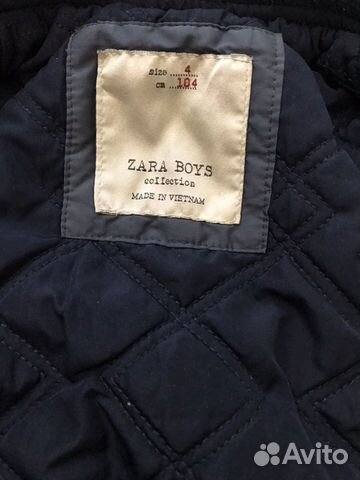 size 4
cm 104
ZARA BOYS
collection
MADE IN VIETNAM
Avito